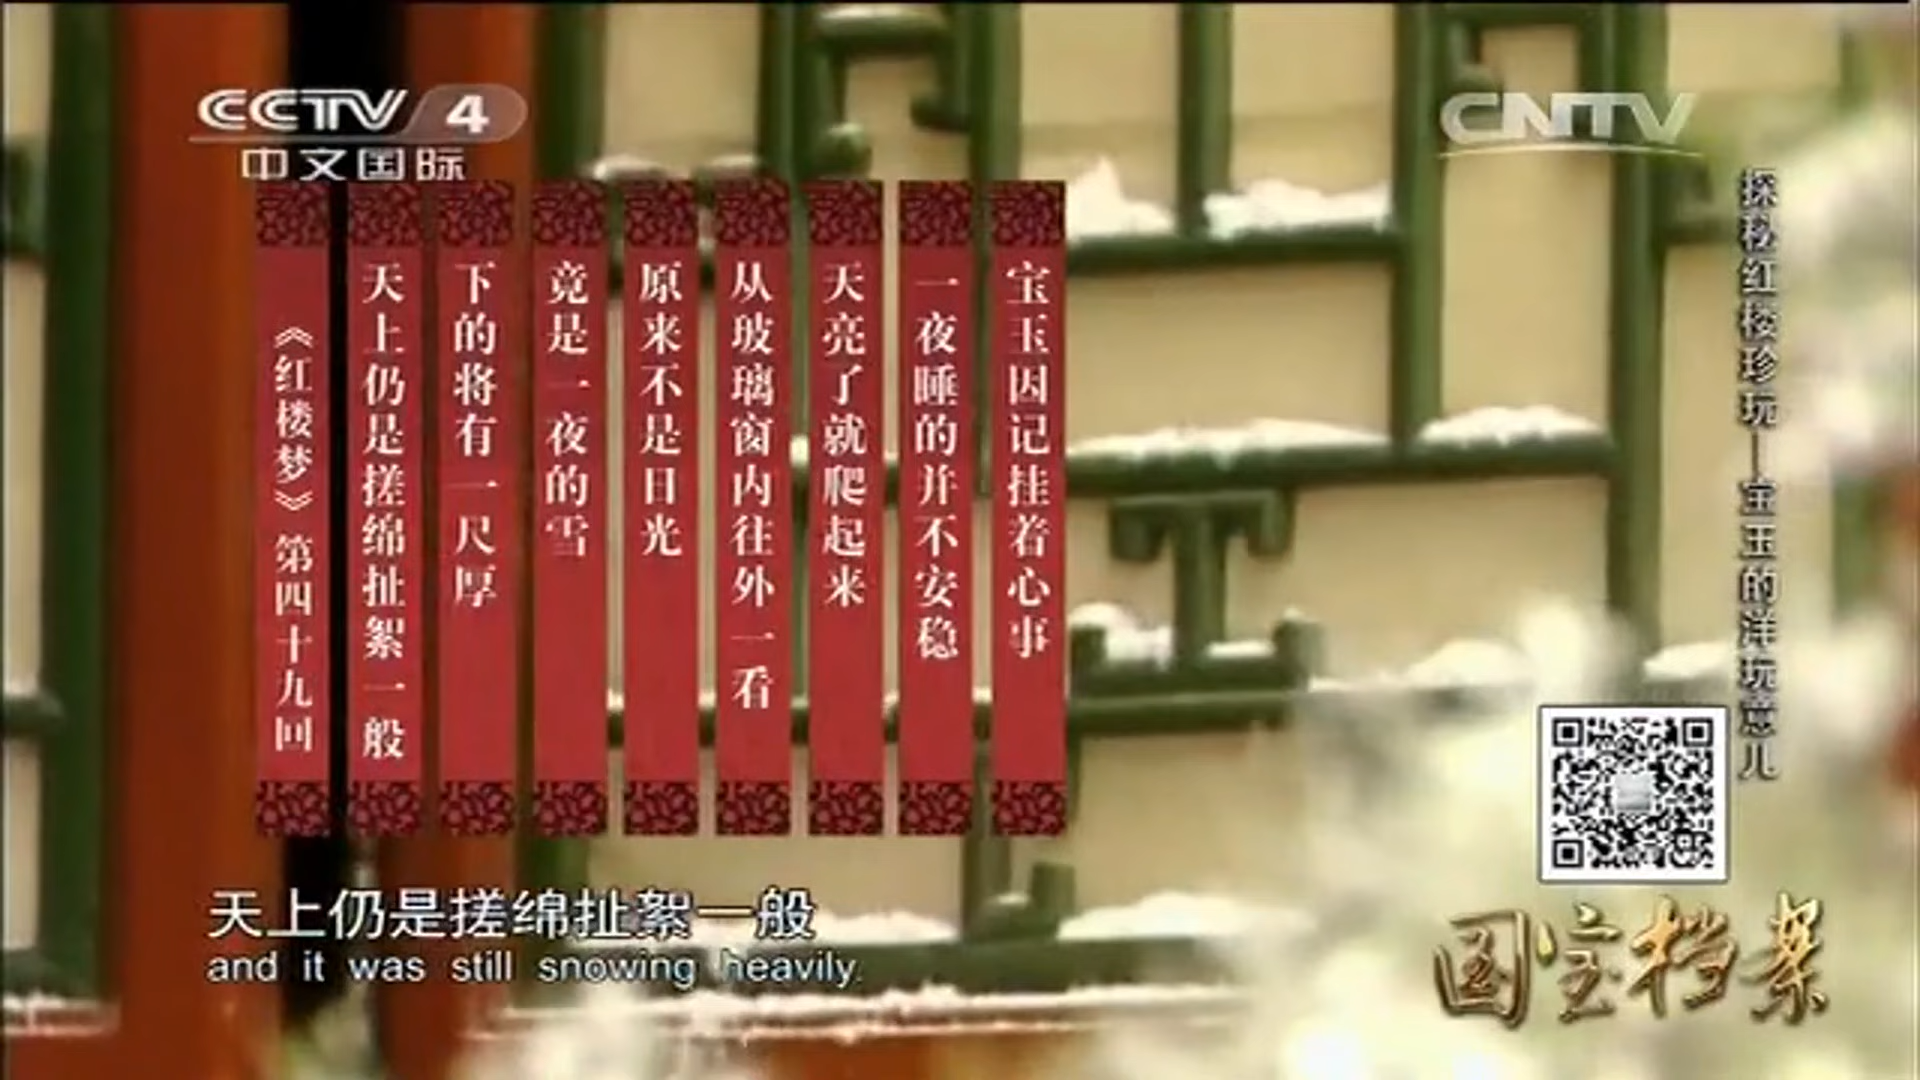 CCTV 4
中文国际
CNTV
探秘红楼珍玩—宝玉的洋玩意儿
宝玉因记挂着心事
一夜睡的并不安稳
天亮了就爬起来
从玻璃窗内往外一看
原来不是日光
竟是一夜的雪
下的将有一尺厚
天上仍是搓绵扯絮一般
《红楼梦》第四十九回
天上仍是搓绵扯絮一般
and it was still snowing heavily.
国宝档案